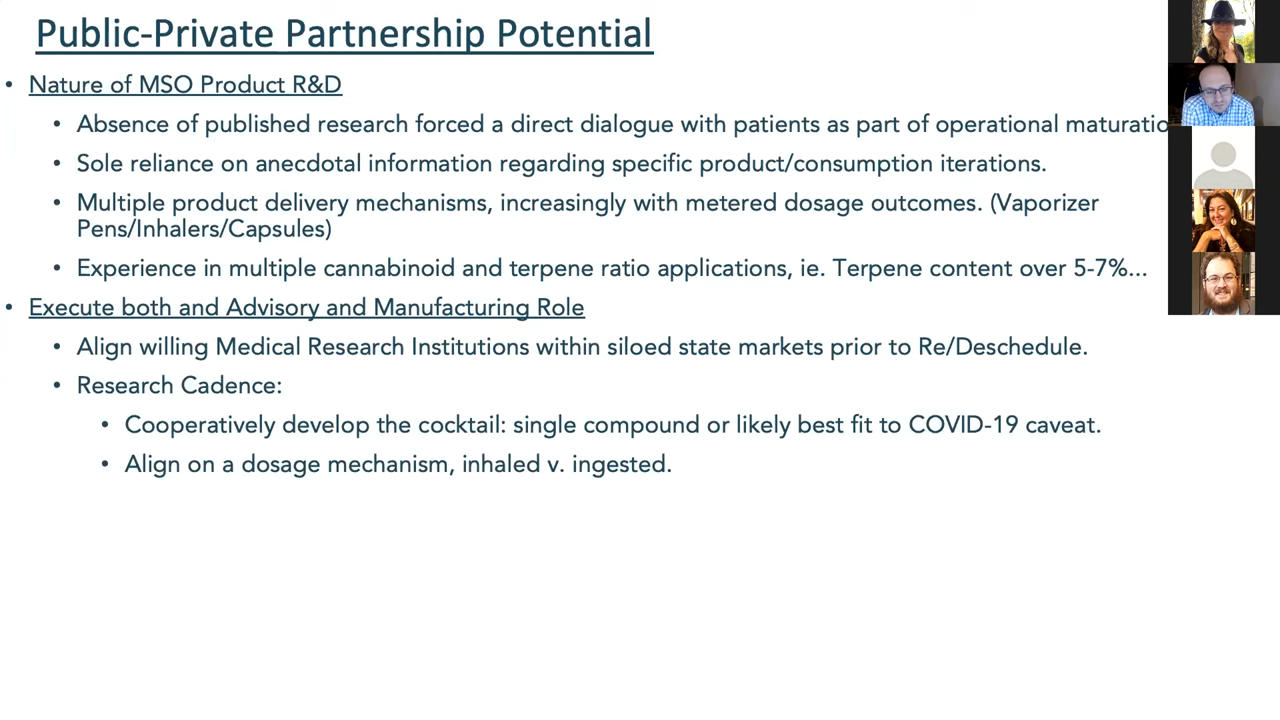 Public-Private Partnership Potential
• Nature of MSO Product R&D
• Absence of published research forced a direct dialogue with patients as part of operational maturatio
• Sole reliance on anecdotal information regarding specific product/consumption iterations.
• Multiple product delivery mechanisms, increasingly with metered dosage outcomes. (Vaporizer
Pens/Inhalers/Capsules)
• Experience in multiple cannabinoid and terpene ratio applications, ie. Terpene content over 5-7%...
• Execute both and Advisory and Manufacturing Role
• Align willing Medical Research Institutions within siloed state markets prior to Re/Deschedule.
• Research Cadence:
• Cooperatively develop the cocktail: single compound or likely best fit to COVID-19 caveat.
• Align on a dosage mechanism, inhaled v. ingested.